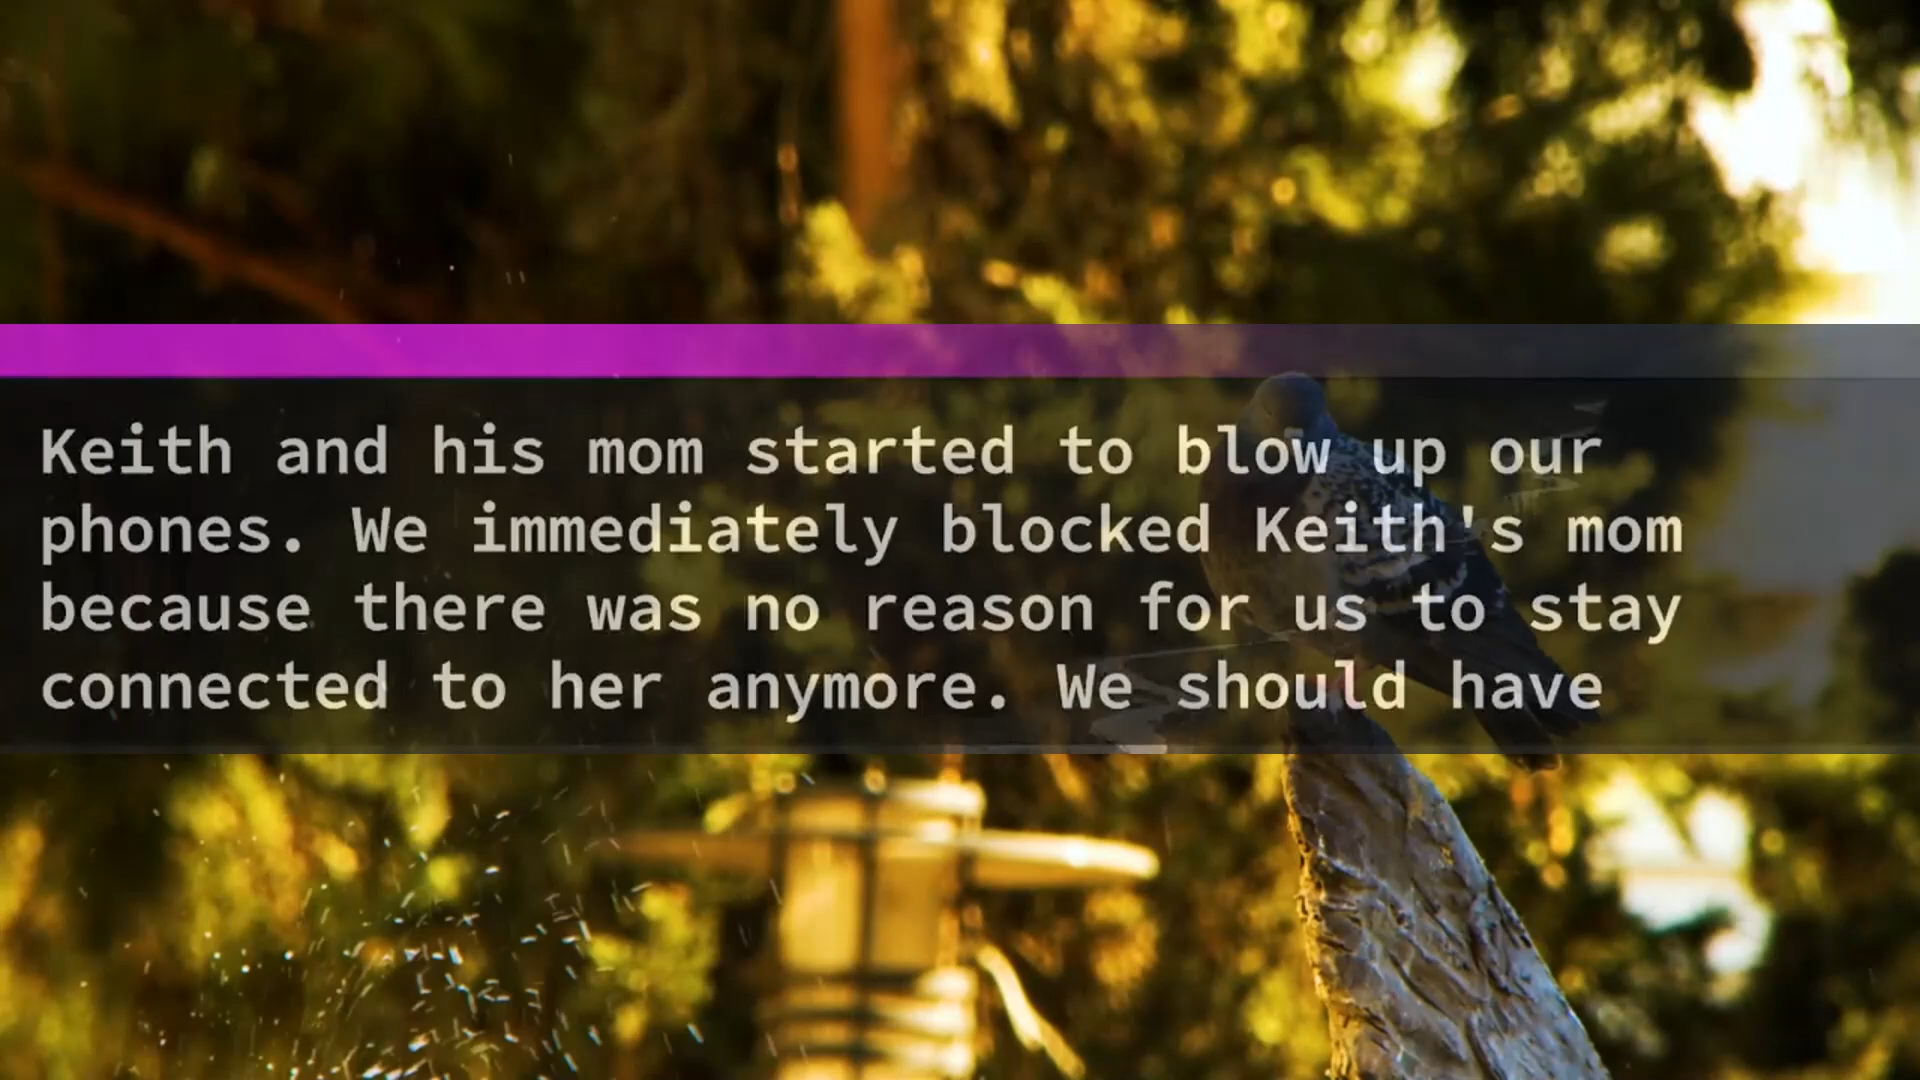 Keith and his mom started to blow up our
phones. We immediately blocked Keith's mom
because there was no reason for us to stay
connected to her anymore. We should have